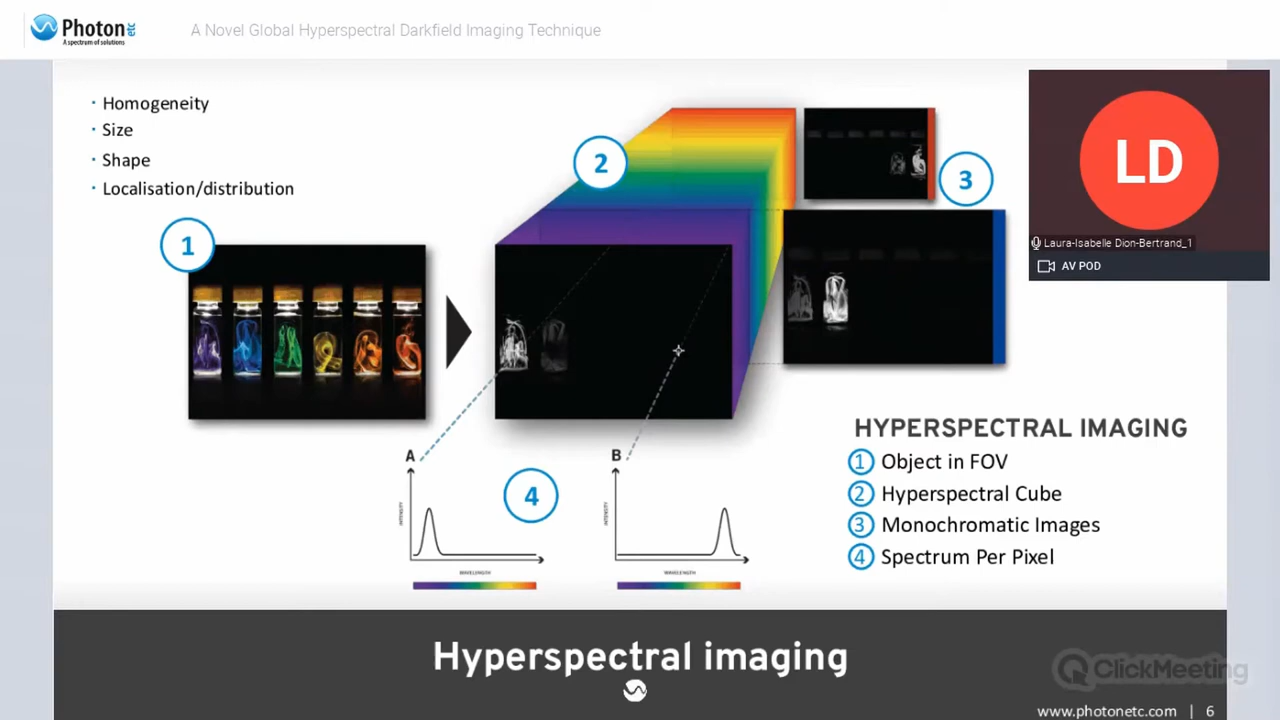 Photon etc
A spectrum of solutions
A Novel Global Hyperspectral Darkfield Imaging Technique
· Homogeneity
· Size
· Shape
· Localisation/distribution
1
2
3
LD
Laura-Isabelle Dion-Bertrand_1
AV POD
A
B
4
INTENSITY
WAVELENGTH
INTENSITY
WAVELENGTH
HYPERSPECTRAL IMAGING
1 Object in FOV
2 Hyperspectral Cube
3 Monochromatic Images
4 Spectrum Per Pixel
Hyperspectral imaging
ClickMeeting
www.photonetc.com | 6